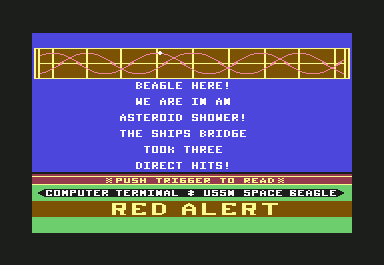 BEAGLE HERE!
WE ARE IN AN
ASTEROID SHOWER!
THE SHIPS BRIDGE
TOOK THREE
DIRECT HITS!
※PUSH TRIGGER TO READ※
COMPUTER TERMINAL & USSN SPACE BEAGLE
RED ALERT